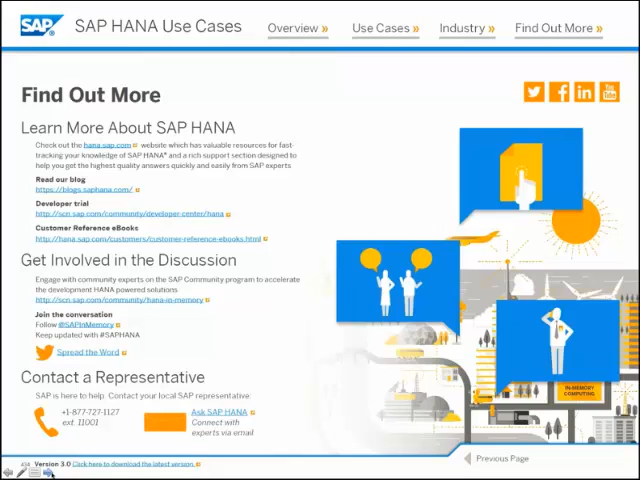 SAP SAP HANA Use Cases Overview » Use Cases » Industry » Find Out More »
Find Out More
Learn More About SAP HANA
Check out the hana.sap.com website which has valuable resources for fast-
tracking your knowledge of SAP HANA® and a rich support section designed to
help you get the highest quality answers quickly and easily from SAP experts
Read our blog
https://blogs.saphana.com/
Developer trial
http://scn.sap.com/community/developer-center/hana
Customer Reference eBooks
http://hana.sap.com/customers/customer-reference-ebooks.html
Get Involved in the Discussion
Engage with community experts on the SAP Community program to accelerate
the development HANA powered solutions
http://scn.sap.com/community/hana-in-memory
Join the conversation
Follow @SAPInMemory
Keep updated with #SAPHANA
Spread the Word
Contact a Representative
SAP is here to help Contact your local SAP representative:
+1-877-727-1127
ext. 11001
Ask SAP HANA
Connect with
experts via email
You
Tube
IN-MEMORY
COMPUTING
Version 3.0 Click here to download the latest version.
Previous Page